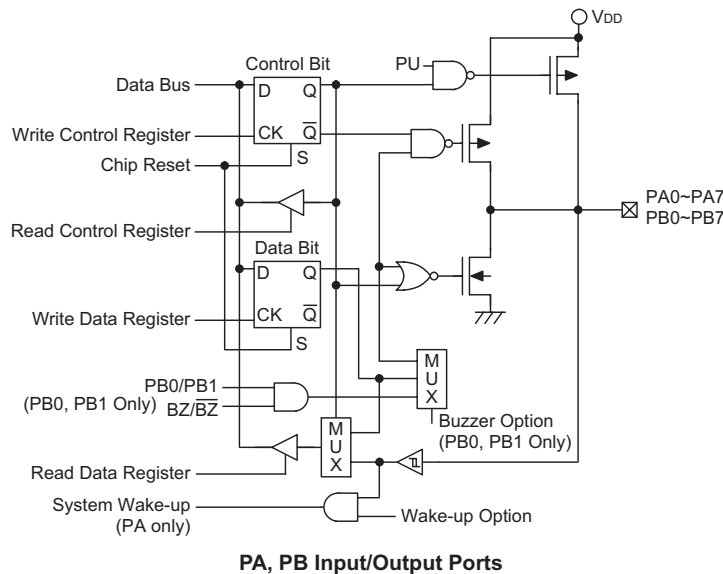 VDD
Control Bit
PU
Data Bus
D
Q
Write Control Register
CK
Q̅
Chip Reset
S
PA0~PA7
PB0~PB7
Read Control Register
Data Bit
D
Q
CK
Q̅
Write Data Register
S
M
U
X
PB0/PB1
(PB0, PB1 Only)
BZ/B̅Z̅
Buzzer Option
(PB0, PB1 Only)
M
U
X
Read Data Register
System Wake-up
(PA only)
Wake-up Option
PA, PB Input/Output Ports